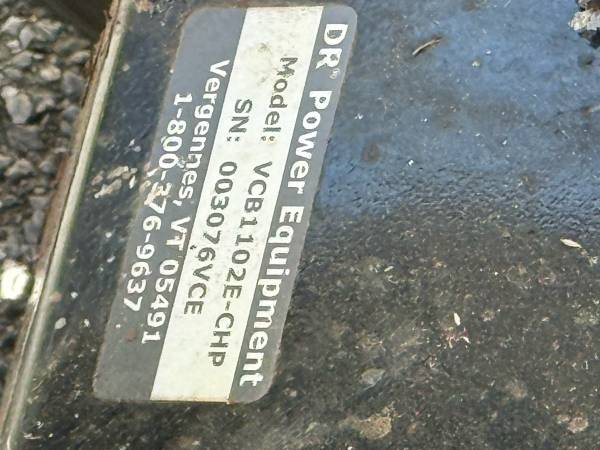 DR® Power Equipment
Model: VCB1102E-CHP
SN: 003076VCE
Vergennes, VT 05491
1-800-376-9637